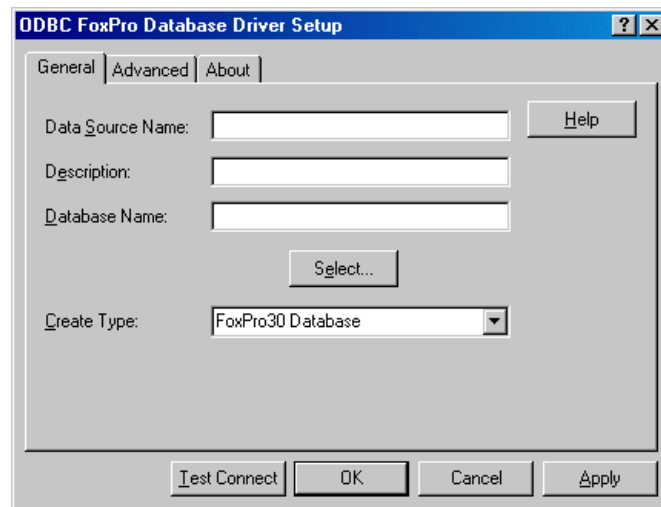 ODBC FoxPro Database Driver Setup
General Advanced About
Data Source Name:
Help
Description:
Database Name:
Select...
Create Type: FoxPro30 Database
Test Connect OK Cancel Apply